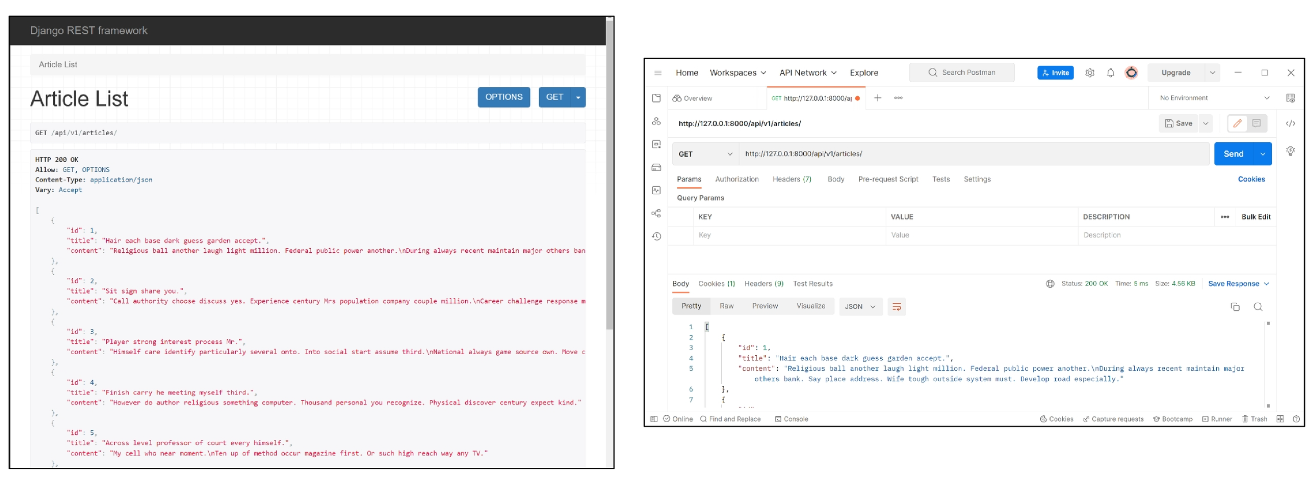 Django REST framework
Article List
Article List
OPTIONS
GET
GET /api/v1/articles/
HTTP 200 OK
Allow: GET, OPTIONS
Content-Type: application/json
Vary: Accept
[
{
"id": 1,
"title": "Hair each base dark guess garden accept.",
"content": "Religious ball another laugh light million. Federal public power another.\nDuring always recent maintain major others ban
},
{
"id": 2,
"title": "Sit sign share you.",
"content": "Call authority choose discuss yes. Experience century Mrs population company couple million.\nCareer challenge response m
},
{
"id": 3,
"title": "Player strong interest process Mr.",
"content": "Himself care identify particularly several onto. Into social start assume third.\nNational always game source own. Move c
},
{
"id": 4,
"title": "Finish carry he meeting myself third.",
"content": "However do author religious something computer. Thousand personal you recognize. Physical discover century expect kind."
},
{
"id": 5,
"title": "Across level professor of court every himself.",
"content": "My cell who near moment.\nTen up of method occur magazine first. Or such high reach way any TV."
},
Home Workspaces API Network Explore Search Postman Invite Upgrade
Overview GET http://127.0.0.1:8000/a No Environment
http://127.0.0.1:8000/api/v1/articles/ Save
GET http://127.0.0.1:8000/api/v1/articles/ Send
Params Authorization Headers (7) Body Pre-request Script Tests Settings Cookies
Query Params
KEY VALUE DESCRIPTION ••• Bulk Edit
Key Value Description
Body Cookies (1) Headers (9) Test Results Status: 200 OK Time: 5 ms Size: 4.56 KB Save Response
Pretty Raw Preview Visualize JSON
1 [
2 {
3 "id": 1,
4 "title": "Hair each base dark guess garden accept.",
5 "content": "Religious ball another laugh light million. Federal public power another.\nDuring always recent maintain major
others bank. Say place address. Wife tough outside system must. Develop road especially."
6 },
7 {
Online Find and Replace Console Cookies Capture requests Bootcamp Runner Trash